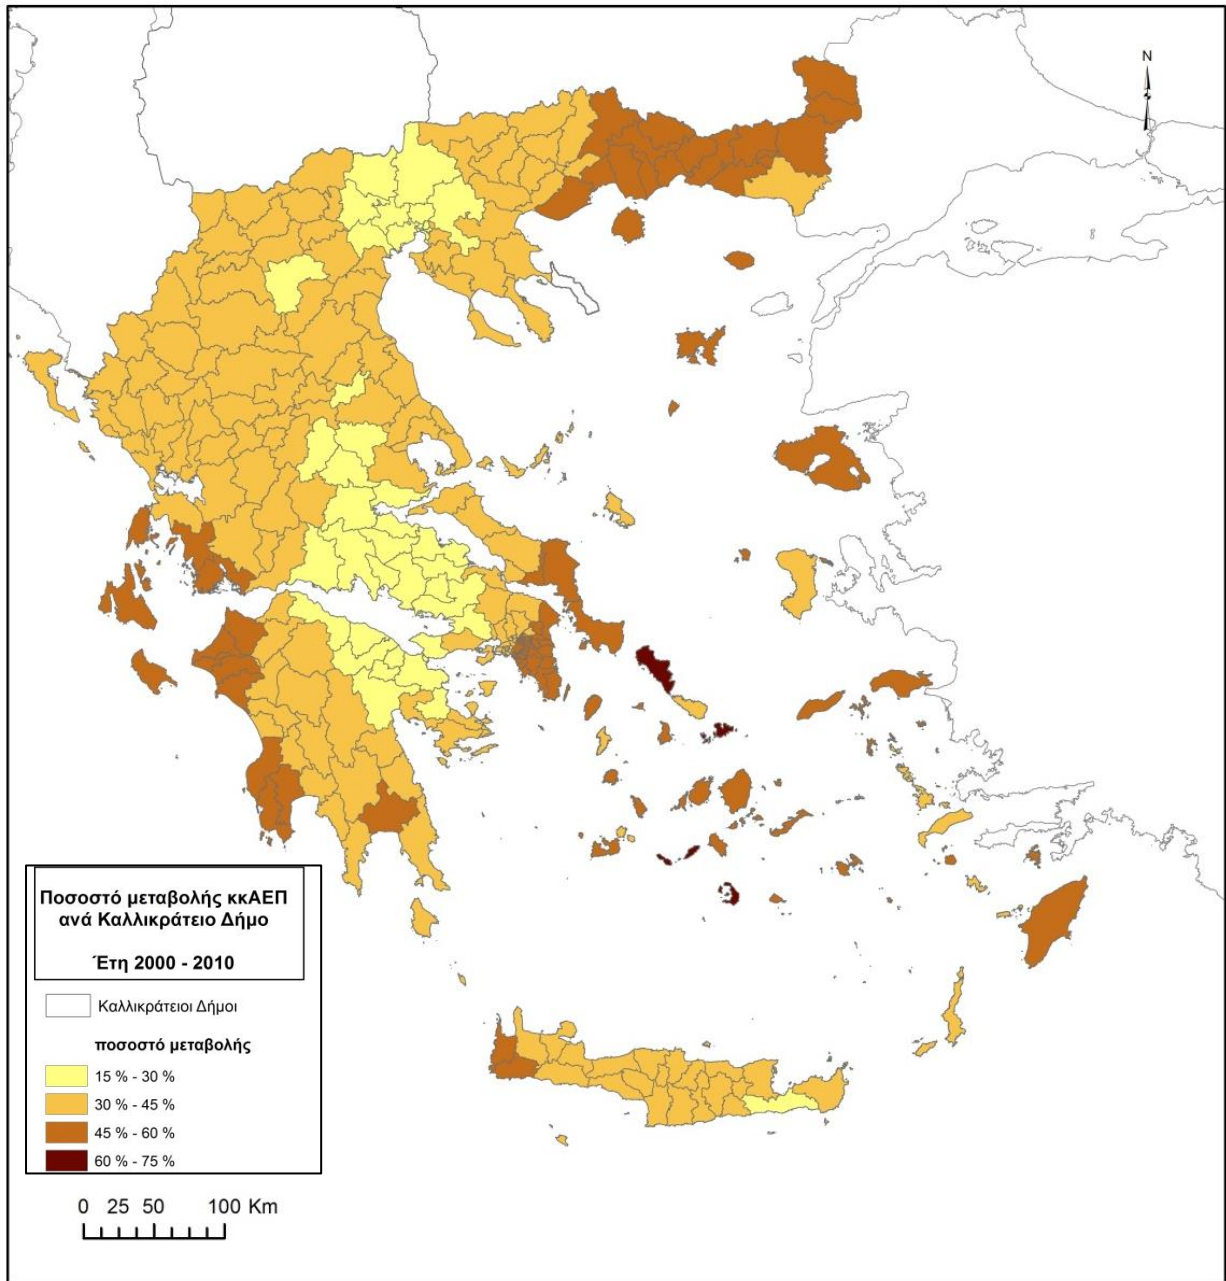 N
Ποσοστό μεταβολής κκΑΕΠ
ανά Καλλικράτειο Δήμο
Έτη 2000 - 2010
Καλλικράτειοι Δήμοι
ποσοστό μεταβολής
15 % - 30 %
30 % - 45 %
45 % - 60 %
60 % - 75 %
0 25 50 100 Km